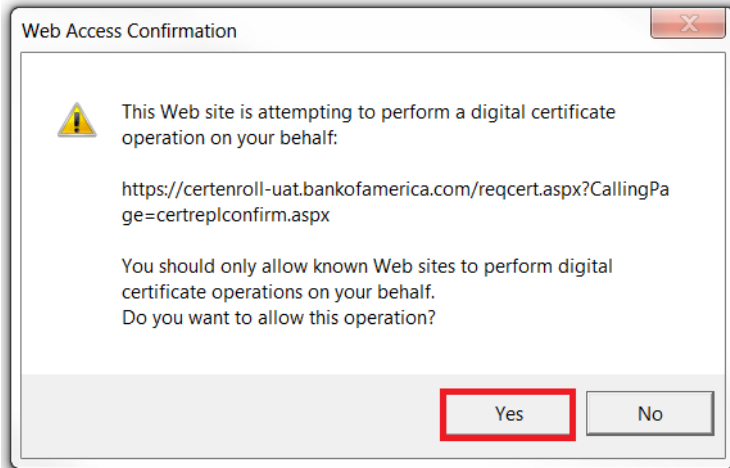 Web Access Confirmation
This Web site is attempting to perform a digital certificate
operation on your behalf:
https://certenroll-uat.bankofamerica.com/reqcert.aspx?CallingPa
ge=certreplconfirm.aspx
You should only allow known Web sites to perform digital
certificate operations on your behalf.
Do you want to allow this operation?
Yes No